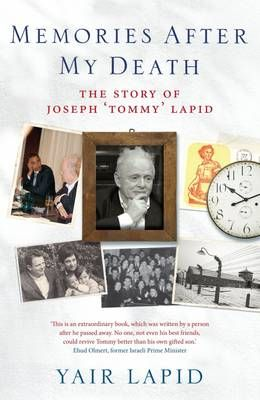 MEMORIES AFTER
MY DEATH
THE STORY OF
JOSEPH 'TOMMY' LAPID
'This is an extraordinary book, which was written by a person
after he passed away. No one, not even his best friends,
could revive Tommy better than his own gifted son.'
Ehud Olmert, former Israeli Prime Minister
YAIR LAPID